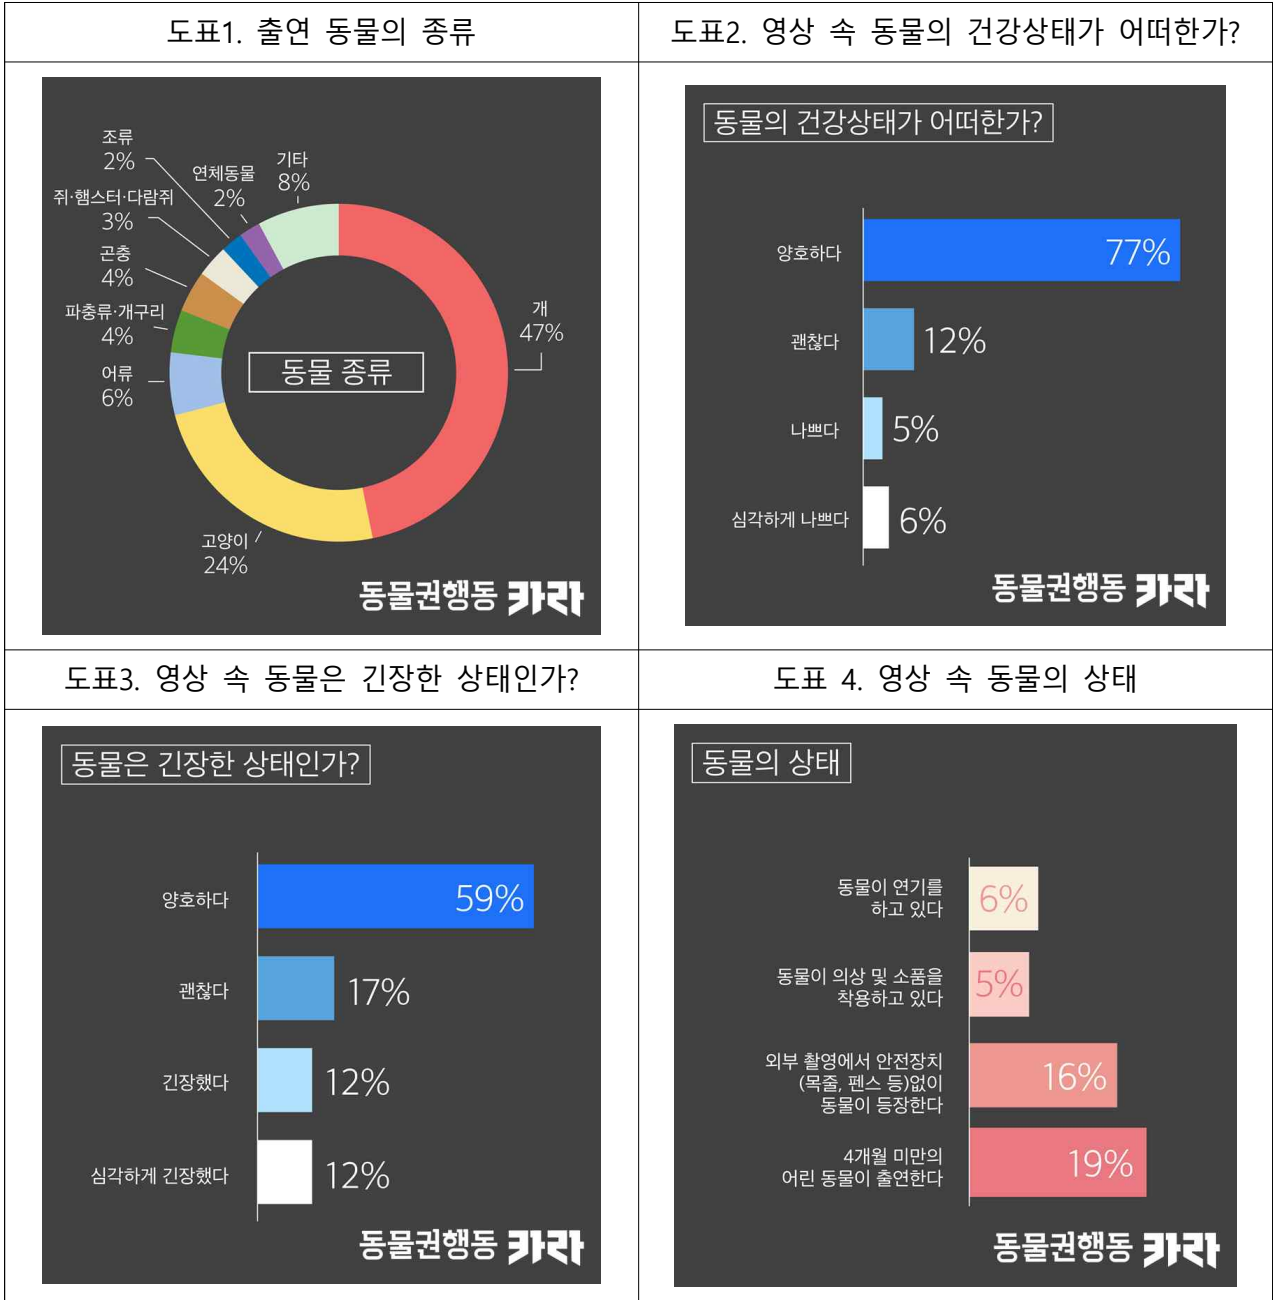 도표1. 출연 동물의 종류
조류
2%
연체동물
2%
기타
8%
쥐·햄스터·다람쥐
3%
곤충
4%
파충류·개구리
4%
어류
6%
개
47%
동물 종류
고양이
24%
동물권행동 카라
도표2. 영상 속 동물의 건강상태가 어떠한가?
동물의 건강상태가 어떠한가?
양호하다 77%
괜찮다 12%
나쁘다 5%
심각하게 나쁘다 6%
동물권행동 카라
도표3. 영상 속 동물은 긴장한 상태인가?
동물은 긴장한 상태인가?
양호하다 59%
괜찮다 17%
긴장했다 12%
심각하게 긴장했다 12%
동물권행동 카라
도표 4. 영상 속 동물의 상태
동물의 상태
동물이 연기를
하고 있다
6%
동물이 의상 및 소품을
착용하고 있다
5%
외부 촬영에서 안전장치
(목줄, 펜스 등)없이
동물이 등장한다
16%
4개월 미만의
어린 동물이 출연한다
19%
동물권행동 카라